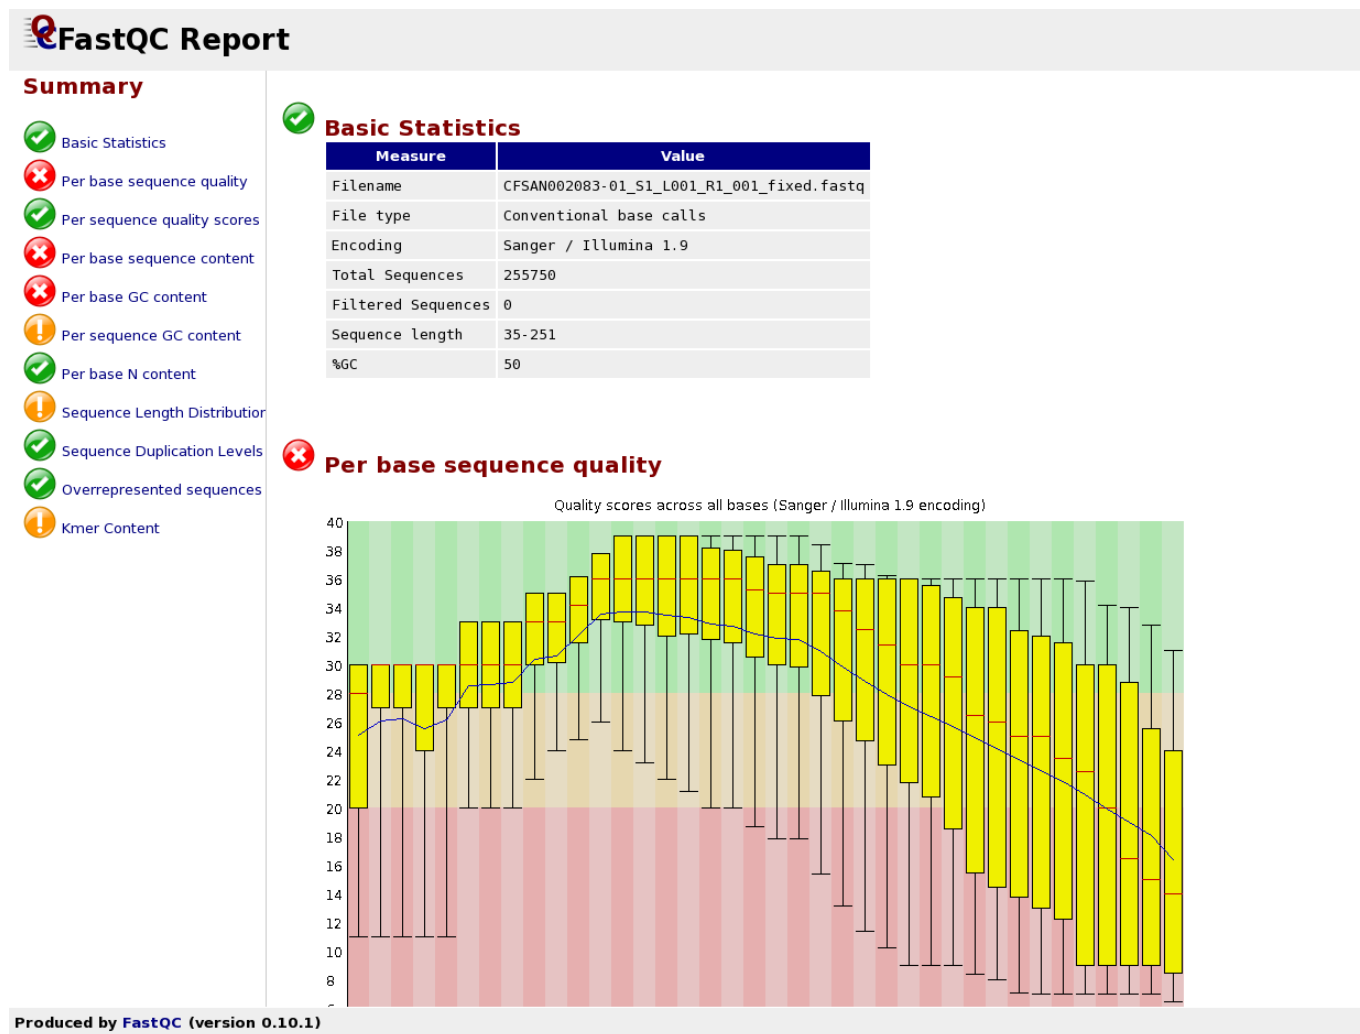 FastQC Report
Summary
Basic Statistics
Per base sequence quality
Per sequence quality scores
Per base sequence content
Per base GC content
Per sequence GC content
Per base N content
Sequence Length Distribution
Sequence Duplication Levels
Overrepresented sequences
Kmer Content
Basic Statistics
Measure Value
Filename CFSAN002083-01_S1_L001_R1_001_fixed.fastq
File type Conventional base calls
Encoding Sanger / Illumina 1.9
Total Sequences 255750
Filtered Sequences 0
Sequence length 35-251
%GC 50
Per base sequence quality
Quality scores across all bases (Sanger / Illumina 1.9 encoding)
40
38
36
34
32
30
28
26
24
22
20
18
16
14
12
10
8
Produced by FastQC (version 0.10.1)